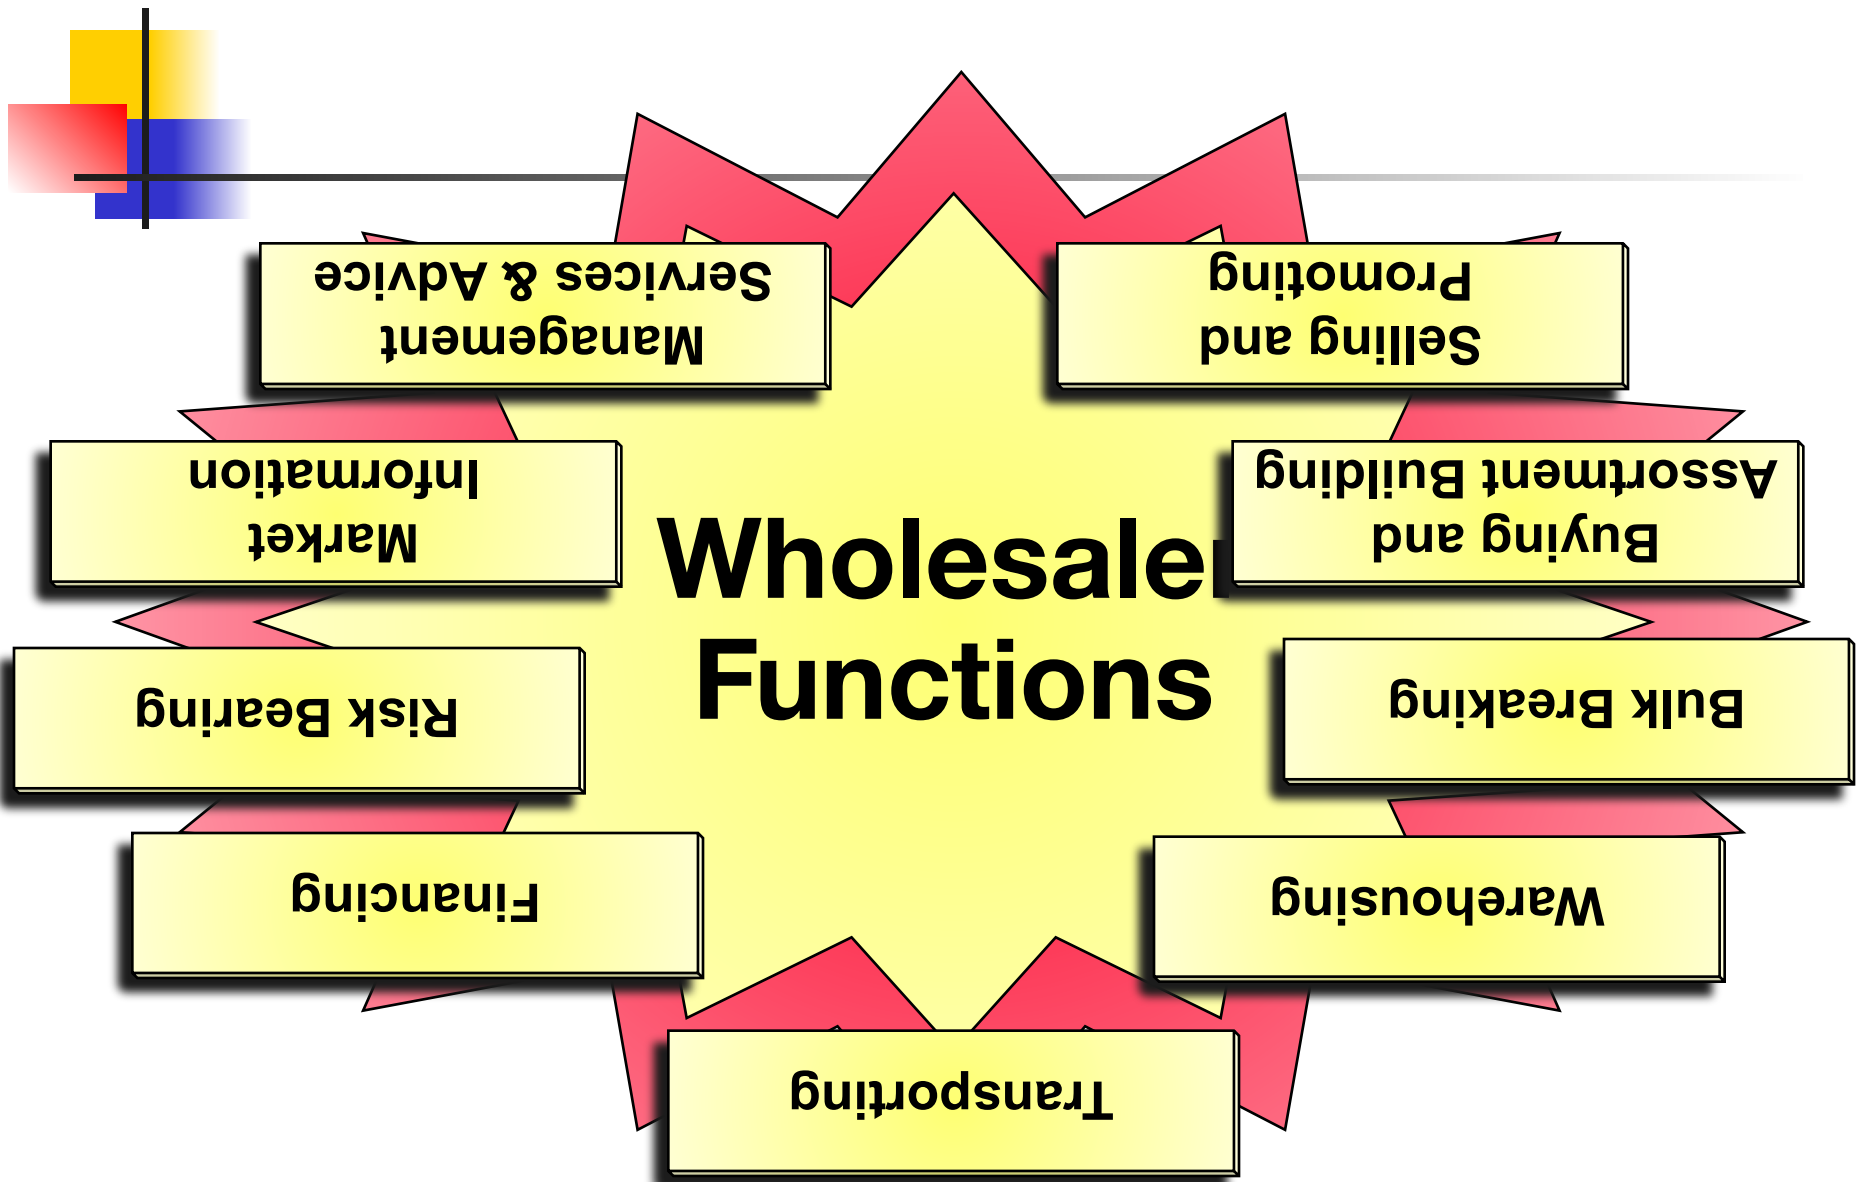 Management
Services & Advice
Selling and
Promoting
Market
Information
Buying and
Assortment Building
Wholesaler
Functions
Risk Bearing
Bulk Breaking
Financing
Warehousing
Transporting